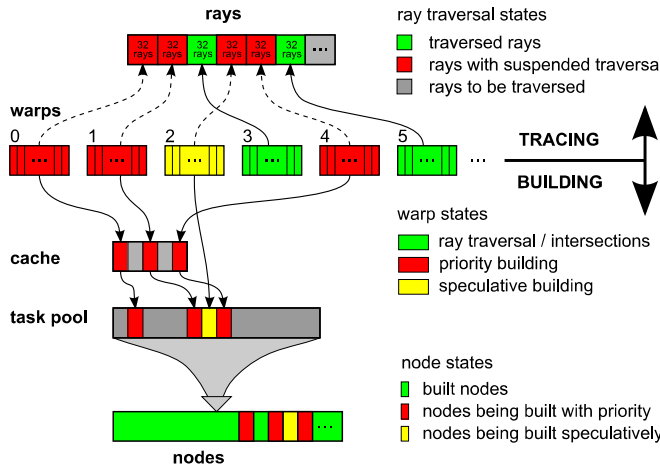 rays
ray traversal states
32 rays 32 rays 32 rays 32 rays 32 rays ...
traversed rays
rays with suspended traversa
rays to be traversed
warps
0 1 2 3 4 5
... ... ... ... ... ... ...
TRACING
BUILDING
warp states
ray traversal / intersections
priority building
speculative building
cache
task pool
node states
built nodes
nodes being built with priority
nodes being built speculatively
...
nodes